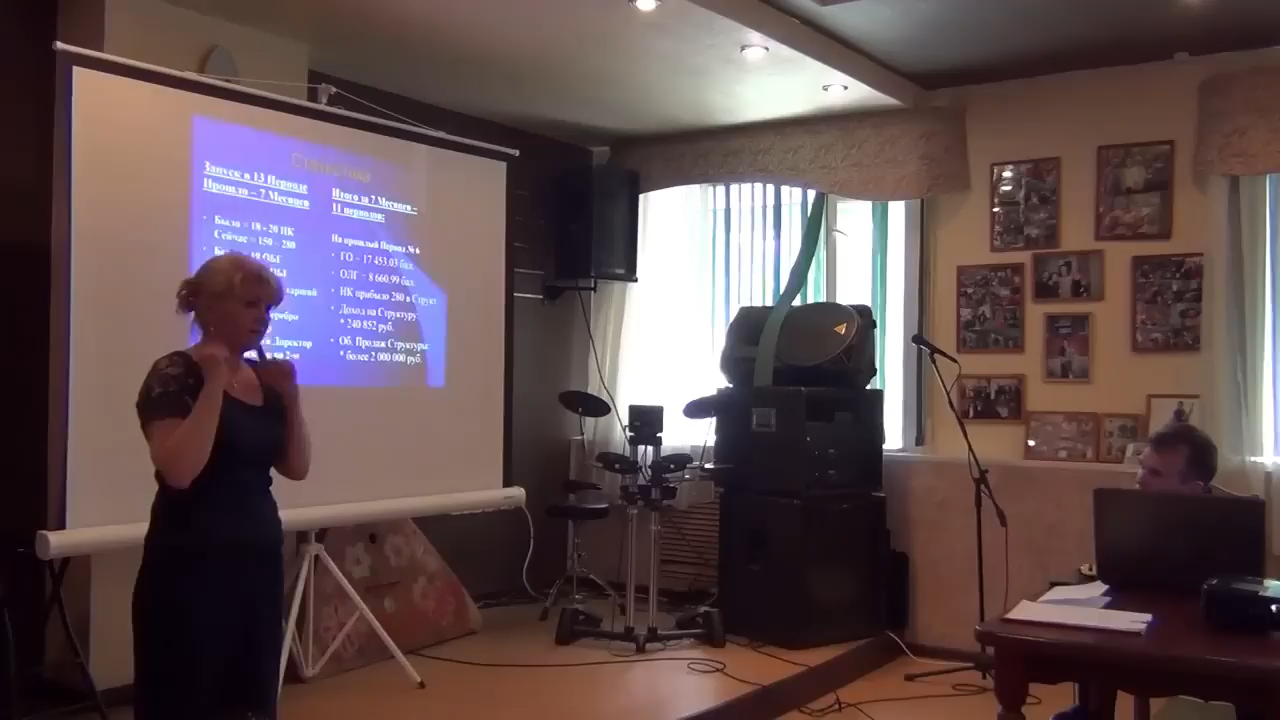 Статистика
Запуск в 13 Периоде
Прошло – 7 Месяцев
Было = 18 - 20 НК
Сейчас = 150 – 280
Итого за 7 Месяцев –
11 периодов:
На прошлый Период № 6
ГО – 17 453.03 бал.
ОЛГ = 8 660.99 бал.
НК прибыло 280 в Структ
Доход на Структуру:
* 240 852 руб.
Об. Продаж Структуры:
* более 2 000 000 руб.